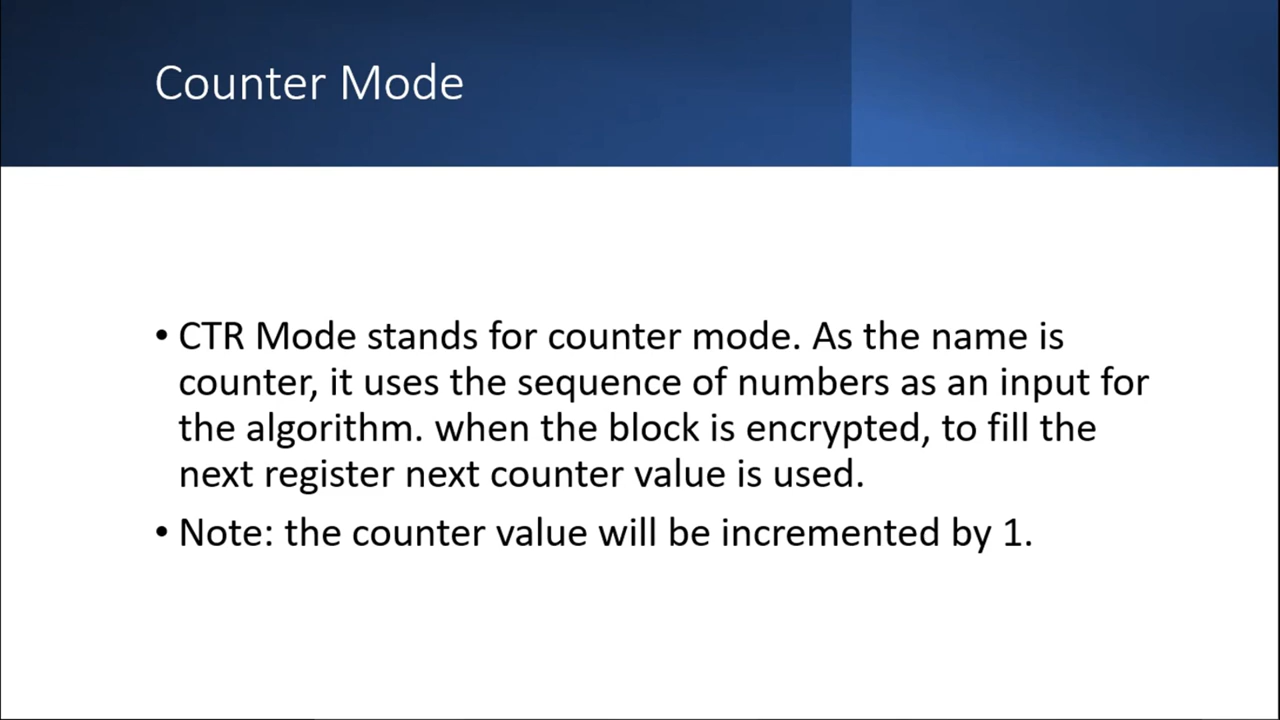 Counter Mode
• CTR Mode stands for counter mode. As the name is
counter, it uses the sequence of numbers as an input for
the algorithm. when the block is encrypted, to fill the
next register next counter value is used.
• Note: the counter value will be incremented by 1.